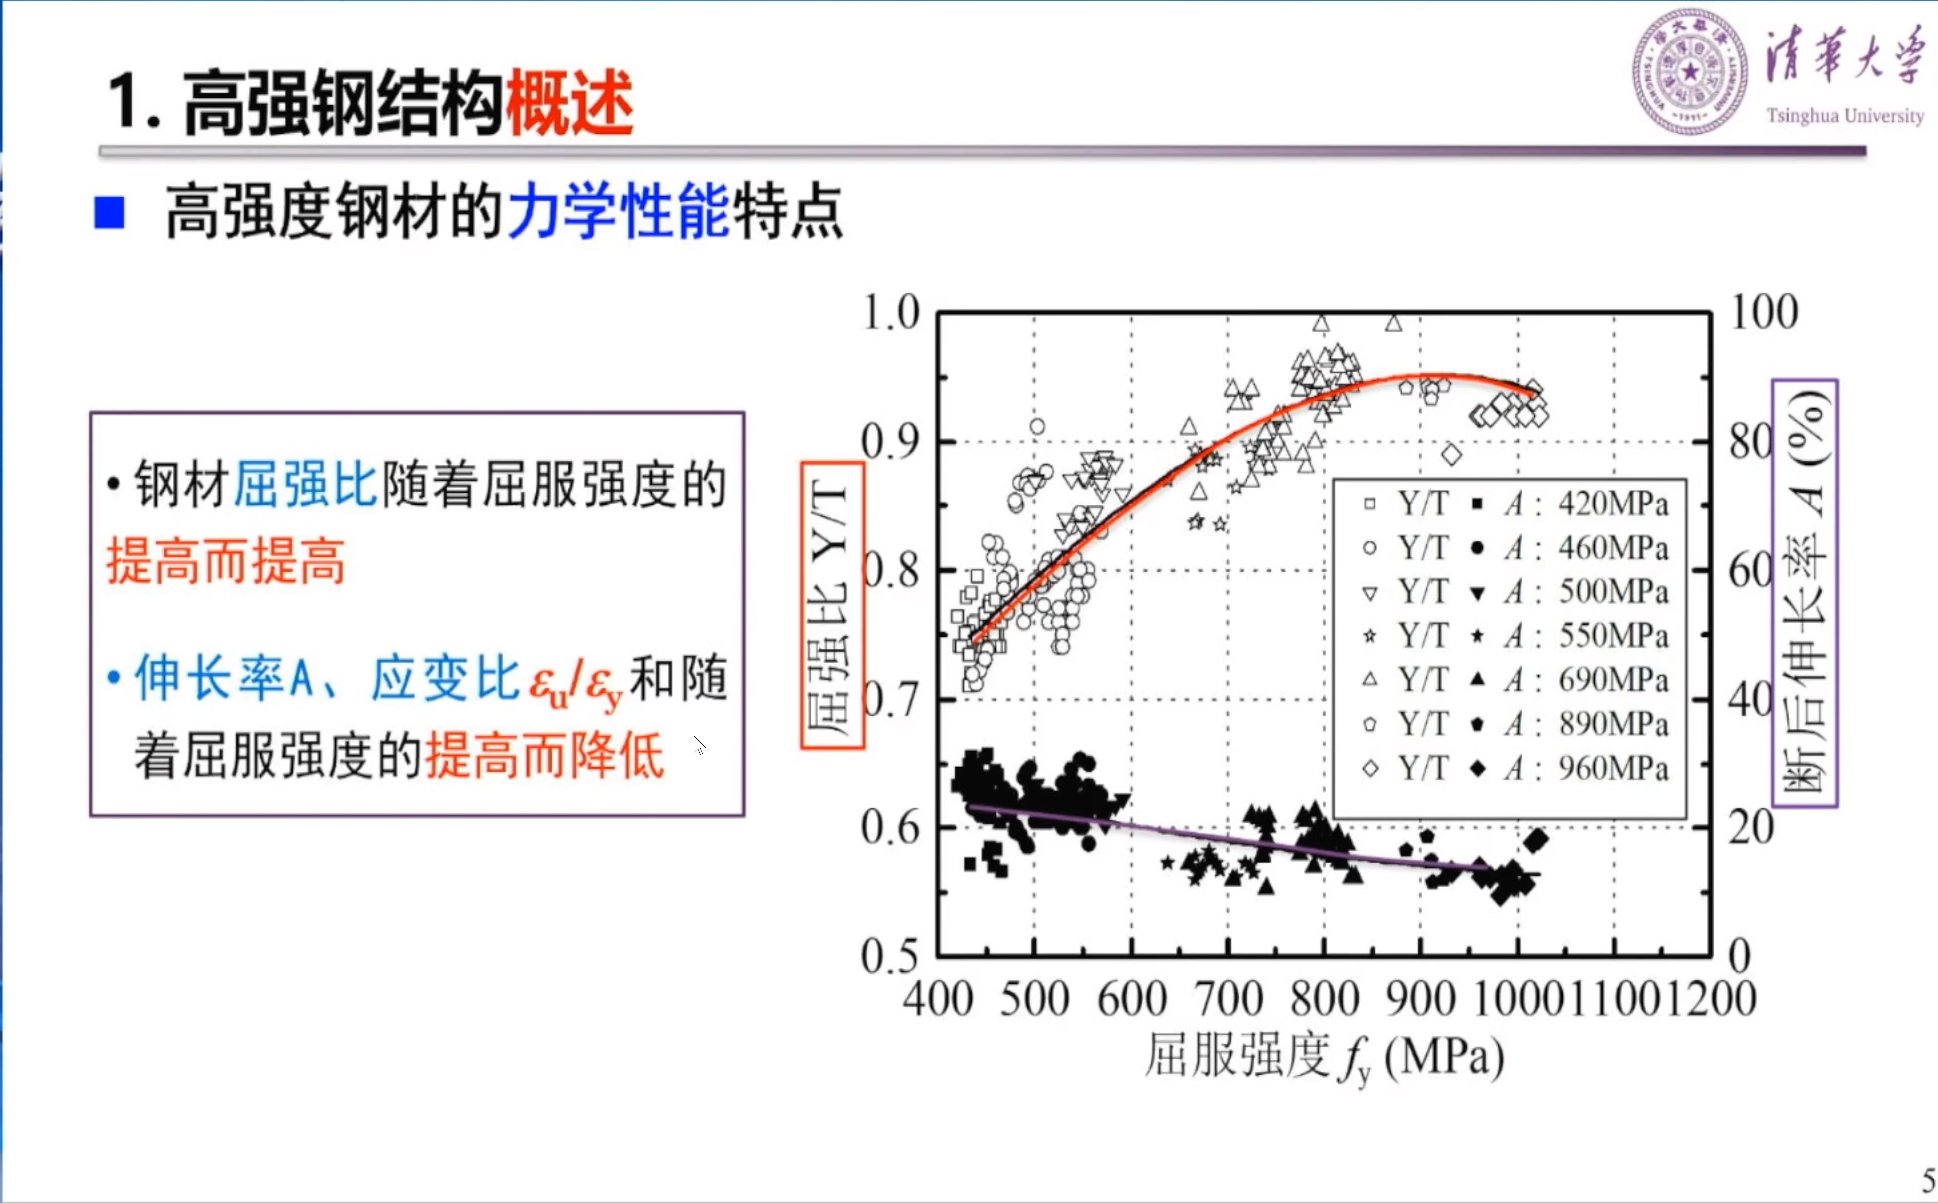 1. 高强钢结构概述
清華大学
Tsinghua University
■ 高强度钢材的力学性能特点
• 钢材屈强比随着屈服强度的
提高而提高
• 伸长率A、应变比εu/εy和随
着屈服强度的提高而降低
屈强比 Y/T
1.0
0.9
0.8
0.7
0.6
0.5
100
80
60
40
20
0
断后伸长率 A (%)
□ Y/T ■ A : 420MPa
○ Y/T ● A : 460MPa
▽ Y/T ▼ A : 500MPa
☆ Y/T ★ A : 550MPa
△ Y/T ▲ A : 690MPa
⬠ Y/T ⬟ A : 890MPa
◇ Y/T ◆ A : 960MPa
400 500 600 700 800 900 1000 1100 1200
屈服强度 fy (MPa)
5